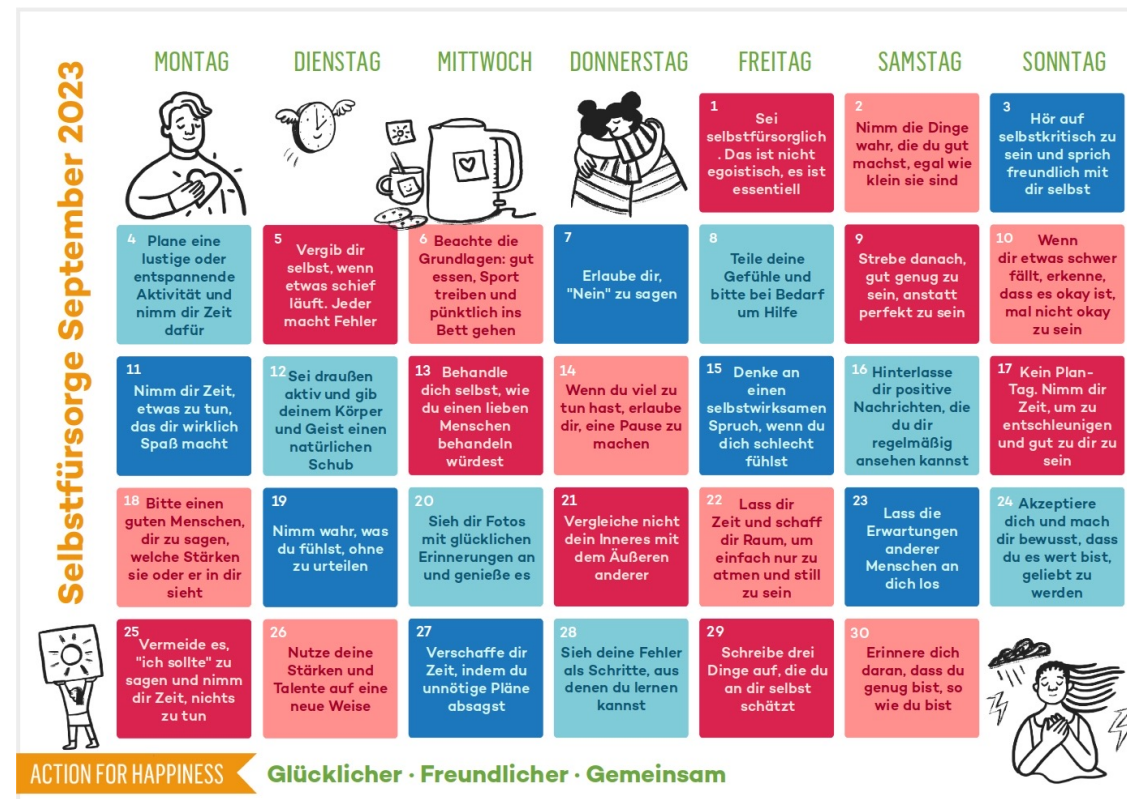 Selbstfürsorge September 2023
MONTAG
DIENSTAG
MITTWOCH
DONNERSTAG
FREITAG
SAMSTAG
SONNTAG
1
Sei
selbstfürsorglich
. Das ist nicht
egoistisch, es ist
essentiell
2
Nimm die Dinge
wahr, die du gut
machst, egal wie
klein sie sind
3
Hör auf
selbstkritisch zu
sein und sprich
freundlich mit
dir selbst
4 Plane eine
lustige oder
entspannende
Aktivität und
nimm dir Zeit
dafür
5
Vergib dir
selbst, wenn
etwas schief
läuft. Jeder
macht Fehler
6 Beachte die
Grundlagen: gut
essen, Sport
treiben und
pünktlich ins
Bett gehen
7
Erlaube dir,
"Nein" zu sagen
8
Teile deine
Gefühle und
bitte bei Bedarf
um Hilfe
9
Strebe danach,
gut genug zu
sein, anstatt
perfekt zu sein
10 Wenn
dir etwas schwer
fällt, erkenne,
dass es okay ist,
mal nicht okay
zu sein
11
Nimm dir Zeit,
etwas zu tun,
das dir wirklich
Spaß macht
12 Sei draußen
aktiv und gib
deinem Körper
und Geist einen
natürlichen
Schub
13 Behandle
dich selbst, wie
du einen lieben
Menschen
behandeln
würdest
14
Wenn du viel zu
tun hast, erlaube
dir, eine Pause zu
machen
15 Denke an
einen
selbstwirksamen
Spruch, wenn du
dich schlecht
fühlst
16 Hinterlasse
dir positive
Nachrichten, die
du dir
regelmäßig
ansehen kannst
17 Kein Plan-
Tag. Nimm dir
Zeit, um zu
entschleunigen
und gut zu dir zu
sein
18 Bitte einen
guten Menschen,
dir zu sagen,
welche Stärken
sie oder er in dir
sieht
19
Nimm wahr, was
du fühlst, ohne
zu urteilen
20
Sieh dir Fotos
mit glücklichen
Erinnerungen an
und genieße es
21
Vergleiche nicht
dein Inneres mit
dem Äußeren
anderer
22 Lass dir
Zeit und schaff
dir Raum, um
einfach nur zu
atmen und still
zu sein
23
Lass die
Erwartungen
anderer
Menschen an
dich los
24 Akzeptiere
dich und mach
dir bewusst, dass
du es wert bist,
geliebt zu
werden
25
Vermeide es,
"ich sollte" zu
sagen und nimm
dir Zeit, nichts
zu tun
26
Nutze deine
Stärken und
Talente auf eine
neue Weise
27
Verschaffe dir
Zeit, indem du
unnötige Pläne
absagst
28
Sieh deine Fehler
als Schritte, aus
denen du lernen
kannst
29
Schreibe drei
Dinge auf, die du
an dir selbst
schätzt
30
Erinnere dich
daran, dass du
genug bist, so
wie du bist
ACTION FOR HAPPINESS
Glücklicher · Freundlicher · Gemeinsam